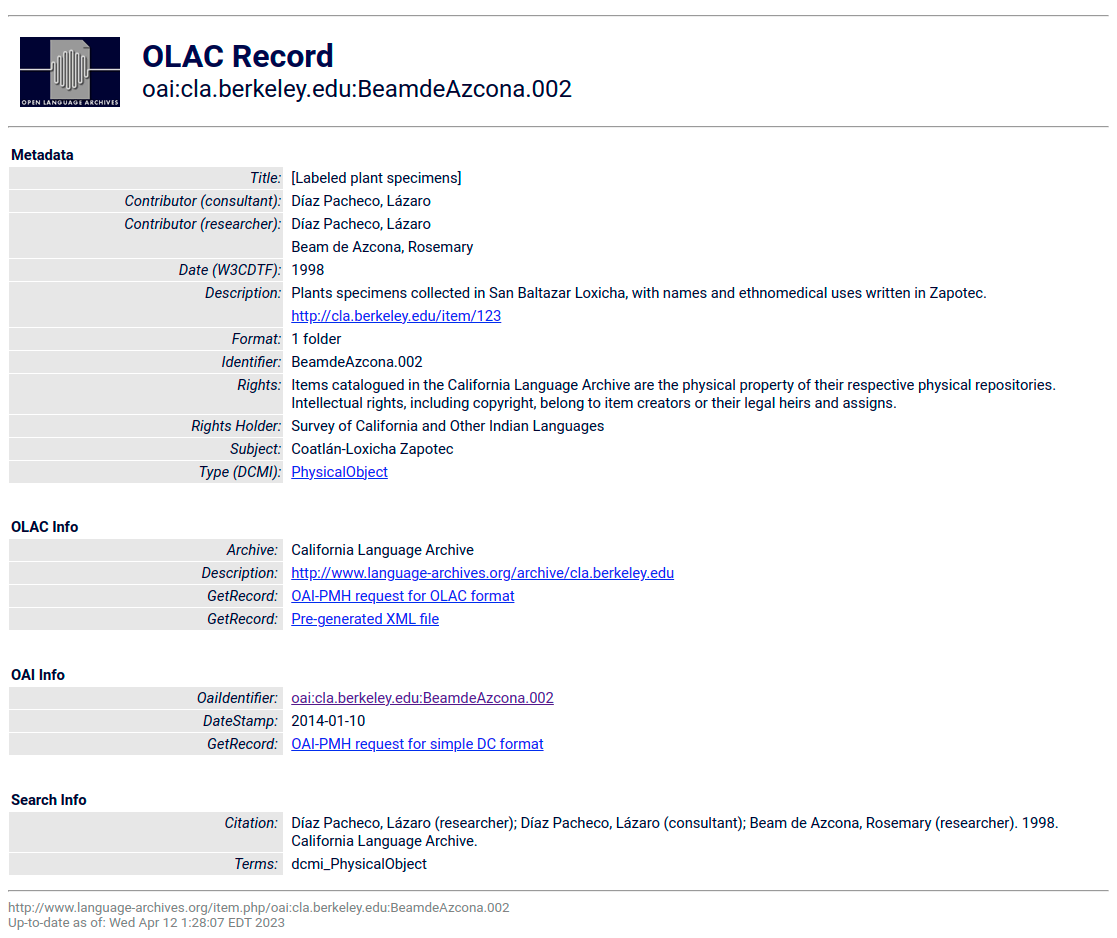 OPEN LANGUAGE ARCHIVES
OLAC Record
oai:cla.berkeley.edu:BeamdeAzcona.002
Metadata
Title: [Labeled plant specimens]
Contributor (consultant): Díaz Pacheco, Lázaro
Contributor (researcher): Díaz Pacheco, Lázaro
Beam de Azcona, Rosemary
Date (W3CDTF): 1998
Description: Plants specimens collected in San Baltazar Loxicha, with names and ethnomedical uses written in Zapotec.
http://cla.berkeley.edu/item/123
Format: 1 folder
Identifier: BeamdeAzcona.002
Rights: Items catalogued in the California Language Archive are the physical property of their respective physical repositories.
Intellectual rights, including copyright, belong to item creators or their legal heirs and assigns.
Rights Holder: Survey of California and Other Indian Languages
Subject: Coatlán-Loxicha Zapotec
Type (DCMI): PhysicalObject
OLAC Info
Archive: California Language Archive
Description: http://www.language-archives.org/archive/cla.berkeley.edu
GetRecord: OAI-PMH request for OLAC format
GetRecord: Pre-generated XML file
OAI Info
OaiIdentifier: oai:cla.berkeley.edu:BeamdeAzcona.002
DateStamp: 2014-01-10
GetRecord: OAI-PMH request for simple DC format
Search Info
Citation: Díaz Pacheco, Lázaro (researcher); Díaz Pacheco, Lázaro (consultant); Beam de Azcona, Rosemary (researcher). 1998.
California Language Archive.
Terms: dcmi_PhysicalObject
http://www.language-archives.org/item.php/oai:cla.berkeley.edu:BeamdeAzcona.002
Up-to-date as of: Wed Apr 12 1:28:07 EDT 2023